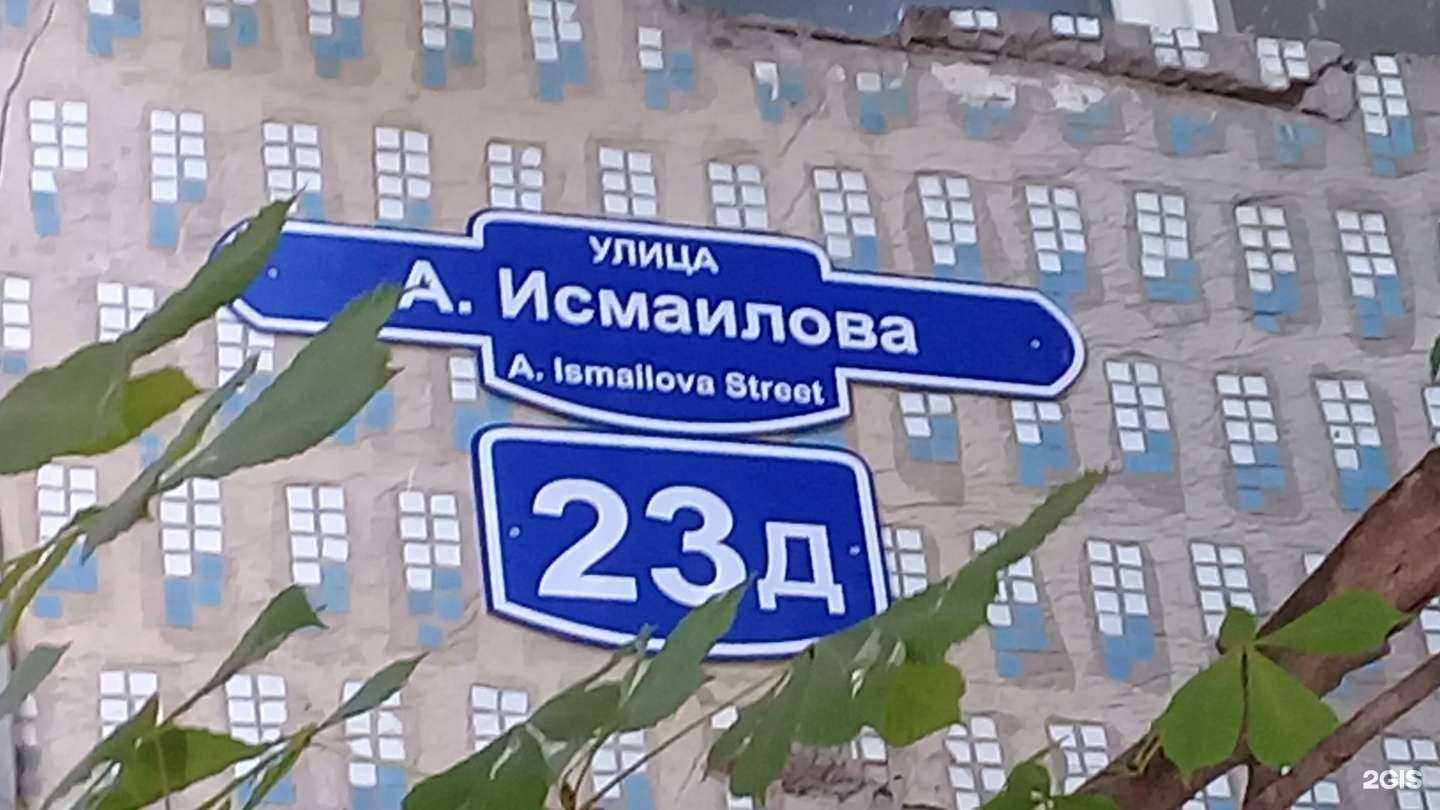 УЛИЦА
А. Исмаилова
A. Ismailova Street
23д
2GIS